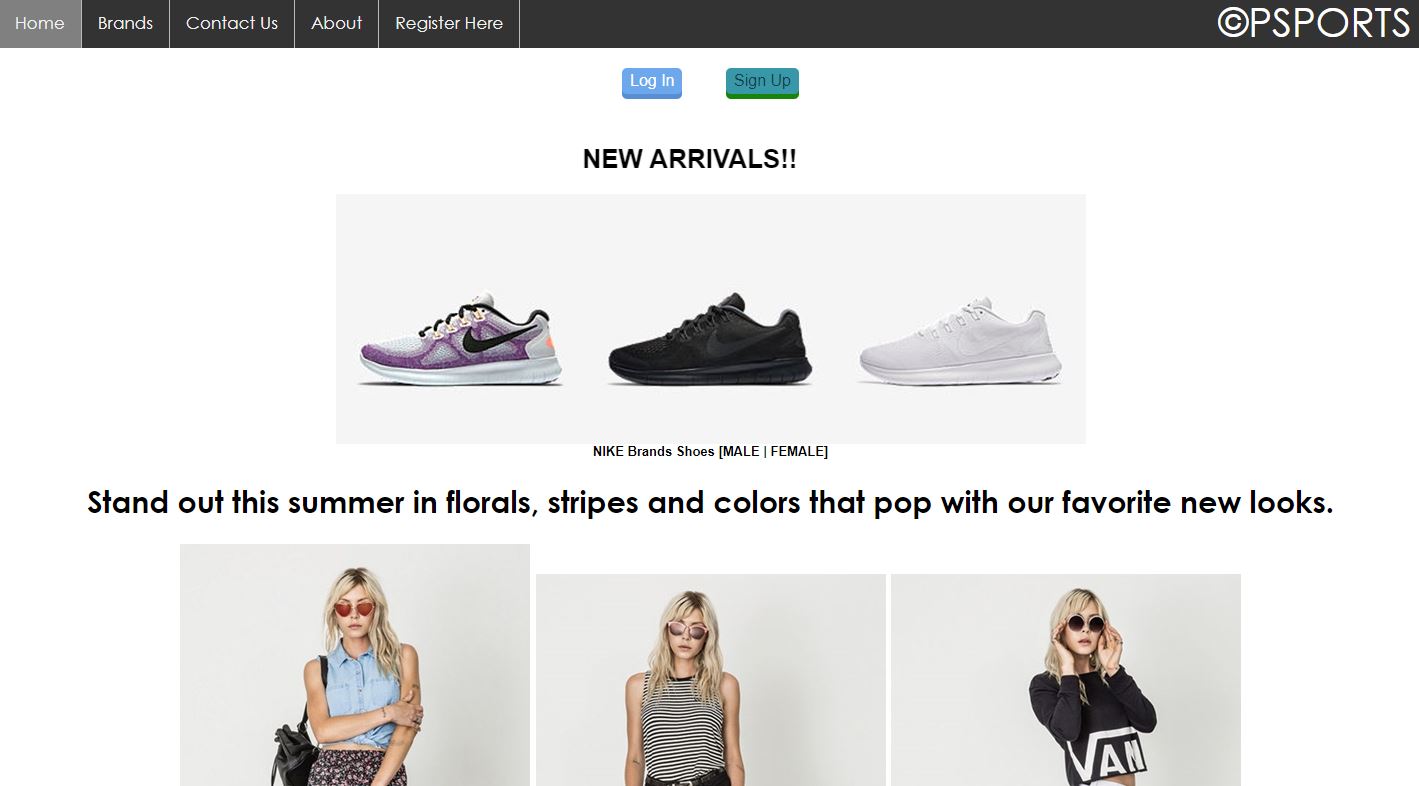 Home Brands Contact Us About Register Here ©PSPORTS
Log In Sign Up
NEW ARRIVALS!!
NIKE Brands Shoes [MALE | FEMALE]
Stand out this summer in florals, stripes and colors that pop with our favorite new looks.
VAN